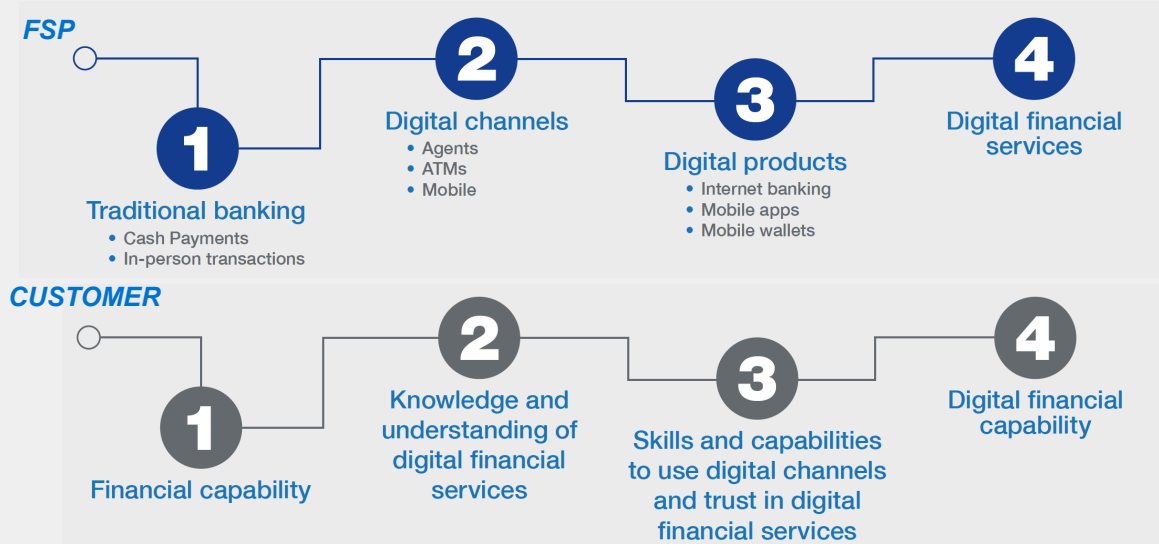 FSP
1
Traditional banking
• Cash Payments
• In-person transactions
2
Digital channels
• Agents
• ATMs
• Mobile
3
Digital products
• Internet banking
• Mobile apps
• Mobile wallets
4
Digital financial
services
CUSTOMER
1
Financial capability
2
Knowledge and
understanding of
digital financial
services
3
Skills and capabilities
to use digital channels
and trust in digital
financial services
4
Digital financial
capability